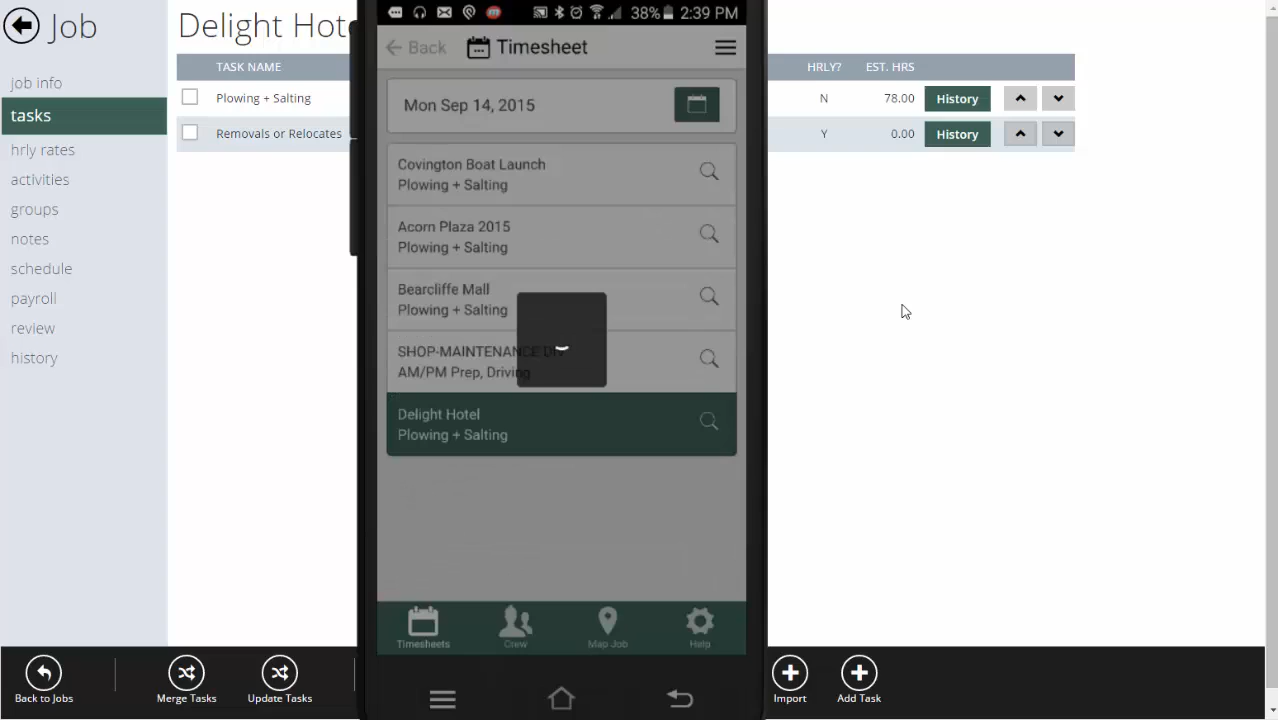 Job
Delight Hot
job info
tasks
hrly rates
activities
groups
notes
schedule
payroll
review
history
TASK NAME
Plowing + Salting
Removals or Relocates
38% 2:39 PM
Back
Timesheet
Mon Sep 14, 2015
Covington Boat Launch
Plowing + Salting
Acorn Plaza 2015
Plowing + Salting
Bearcliffe Mall
Plowing + Salting
SHOP-MAINTENANCE DIV
AM/PM Prep, Driving
Delight Hotel
Plowing + Salting
Timesheets
Crew
Map Job
Help
HRLY? EST. HRS
N 78.00 History
Y 0.00 History
Back to Jobs
Merge Tasks
Update Tasks
Import
Add Task